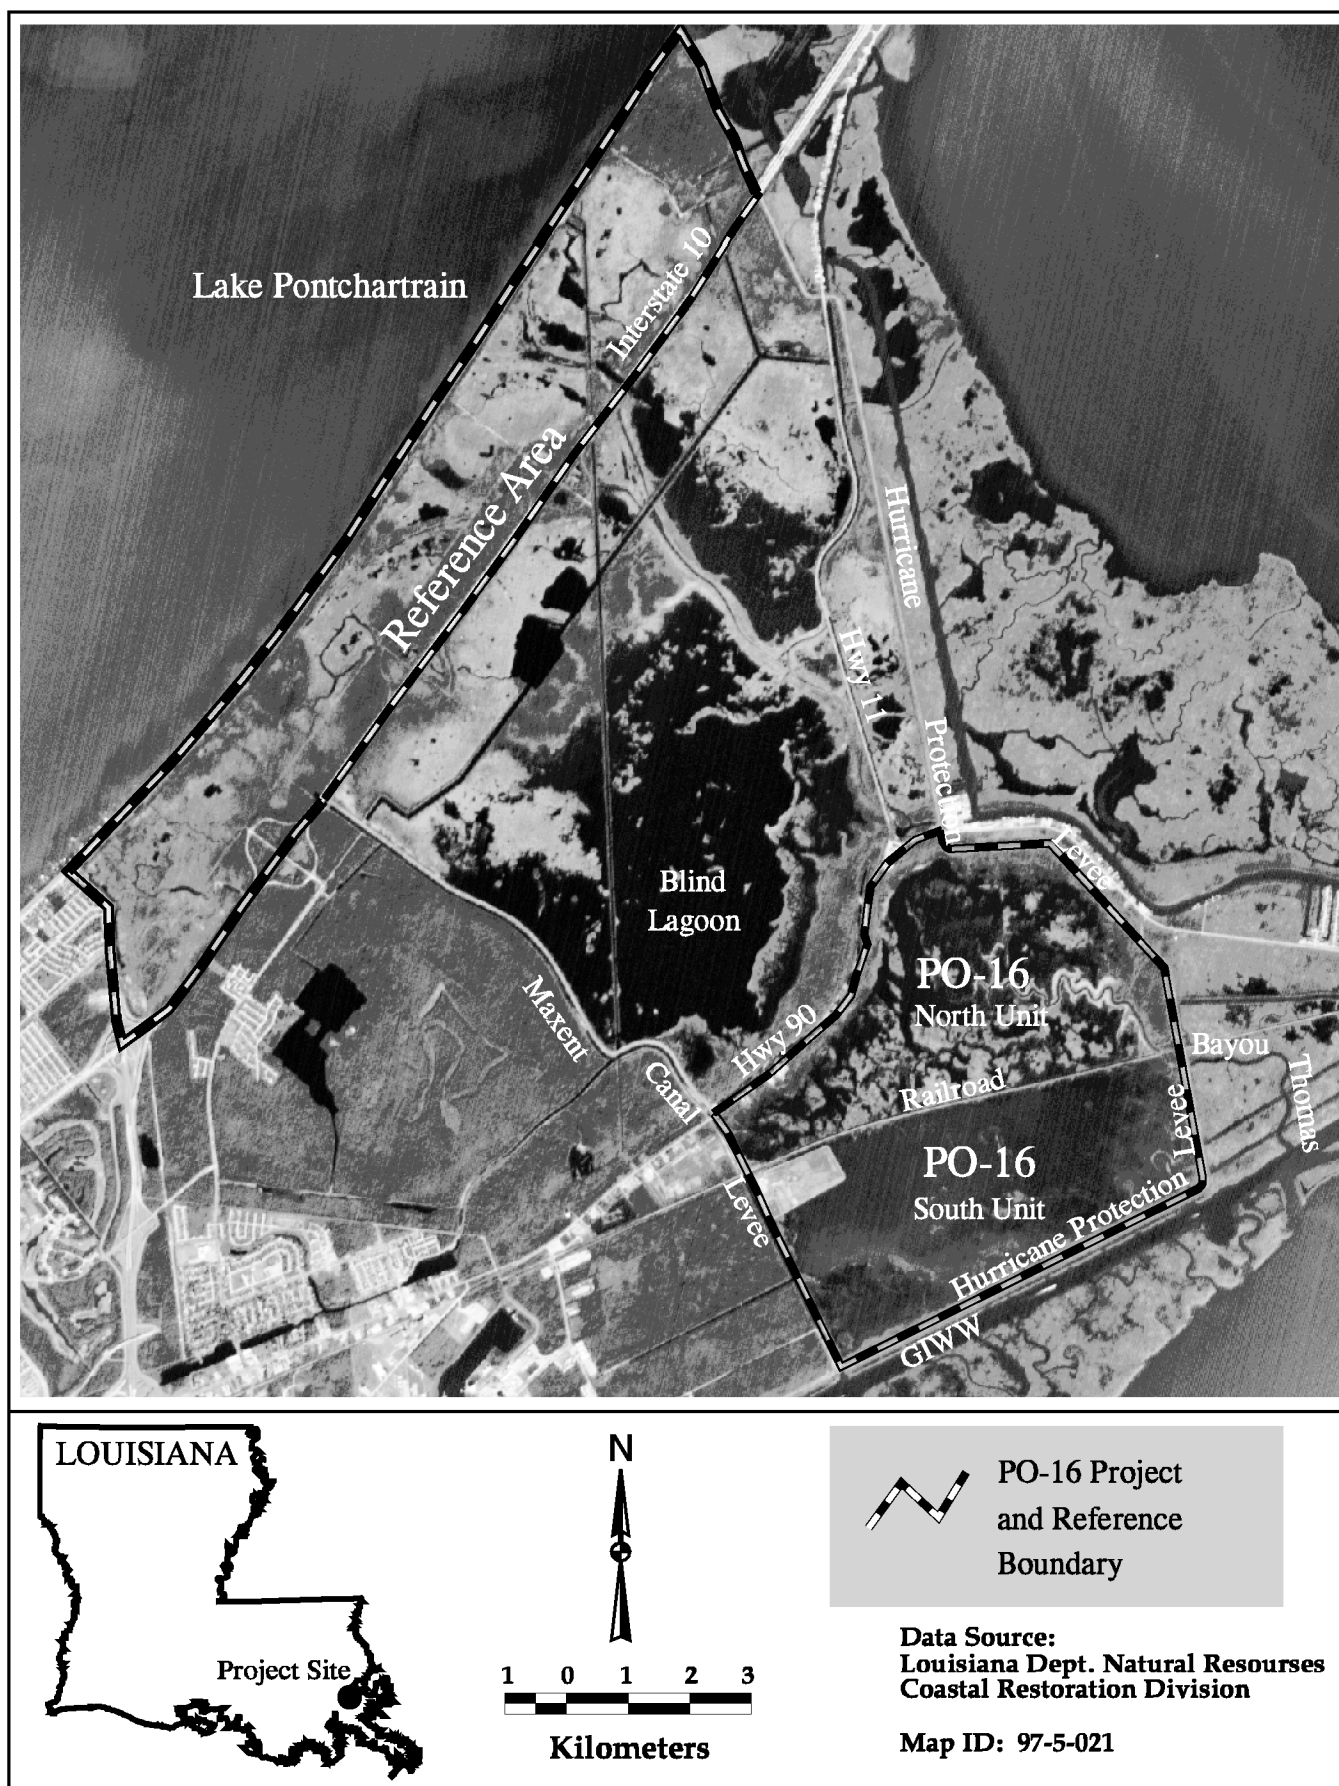 Lake Pontchartrain
Interstate 10
Reference Area
Hurricane
Hwy 11
Protection
Levee
Blind
Lagoon
PO-16
North Unit
Maxent
Canal
Hwy 90
Bayou
Thomas
Railroad
Levee
PO-16
South Unit
Levee
Hurricane Protection
GIWW
LOUISIANA
Project Site
N
1 0 1 2 3
Kilometers
PO-16 Project
and Reference
Boundary
Data Source:
Louisiana Dept. Natural Resourses
Coastal Restoration Division
Map ID: 97-5-021